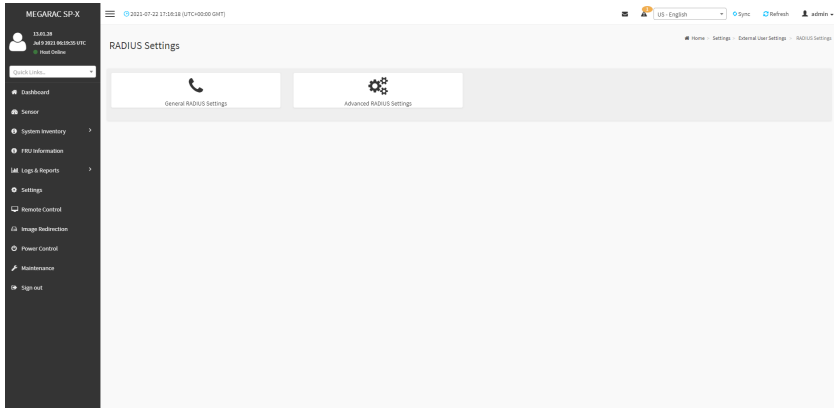 MEGARAC SP-X
2021-07-22 17:16:18 (UTC+00:00 GMT)
US - English
Sync
Refresh
admin
13.01.28
Jul 9 2021 06:19:35 UTC
Host Online
Quick Links...
Dashboard
Sensor
System Inventory
FRU Information
Logs & Reports
Settings
Remote Control
Image Redirection
Power Control
Maintenance
Sign out
RADIUS Settings
Home > Settings > External User Settings > RADIUS Settings
General RADIUS Settings
Advanced RADIUS Settings